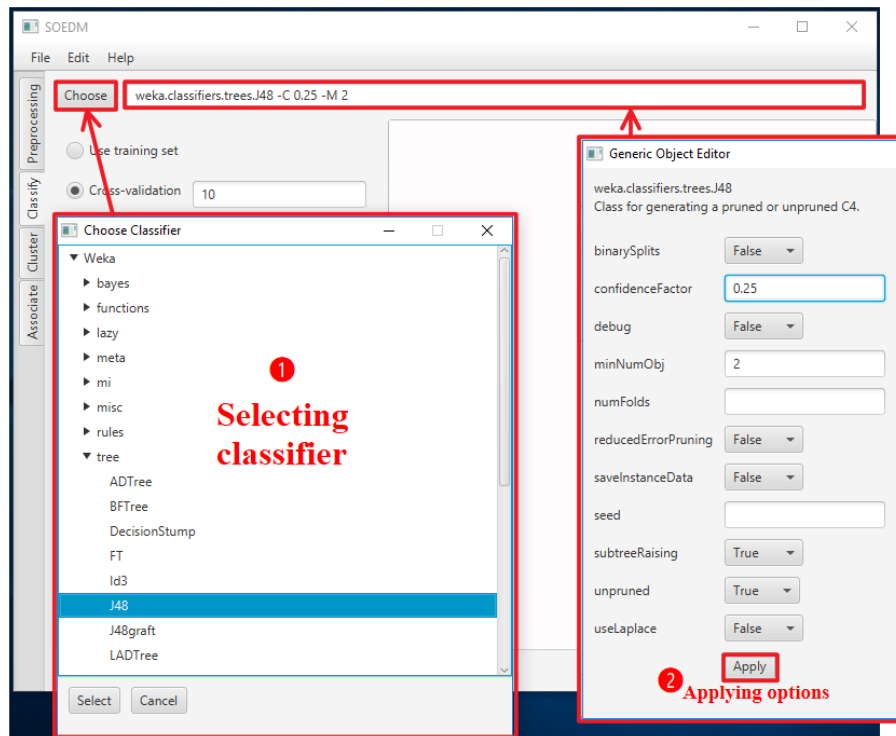 SOEDM
File Edit Help
Preprocessing
Classify
Cluster
Associate
Choose weka.classifiers.trees.J48 -C 0.25 -M 2
Use training set
Cross-validation 10
Choose Classifier
Weka
bayes
functions
lazy
meta
mi
misc
rules
tree
ADTree
BFTree
DecisionStump
FT
Id3
J48
J48graft
LADTree
Select Cancel
1
Selecting
classifier
Generic Object Editor
weka.classifiers.trees.J48
Class for generating a pruned or unpruned C4.
binarySplits False
confidenceFactor 0.25
debug False
minNumObj 2
numFolds
reducedErrorPruning False
saveInstanceData False
seed
subtreeRaising True
unpruned True
useLaplace False
Apply
2 Applying options